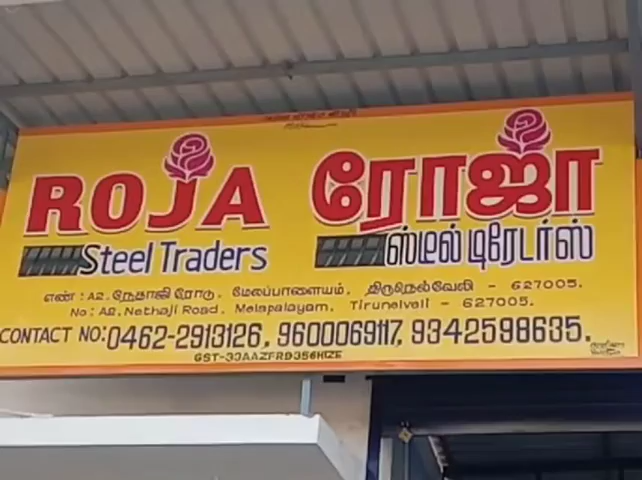 ROJA ரோஜா
Steel Traders ஸ்டீல் டிரேடர்ஸ்
எண் : A2, நேதாஜி ரோடு, மேலப்பாளையம், திருநெல்வேலி - 627005.
No : A2, Nethaji Road, Melapalayam, Tirunelveli - 627005.
CONTACT NO: 0462-2913126, 9600069117, 9342598635.